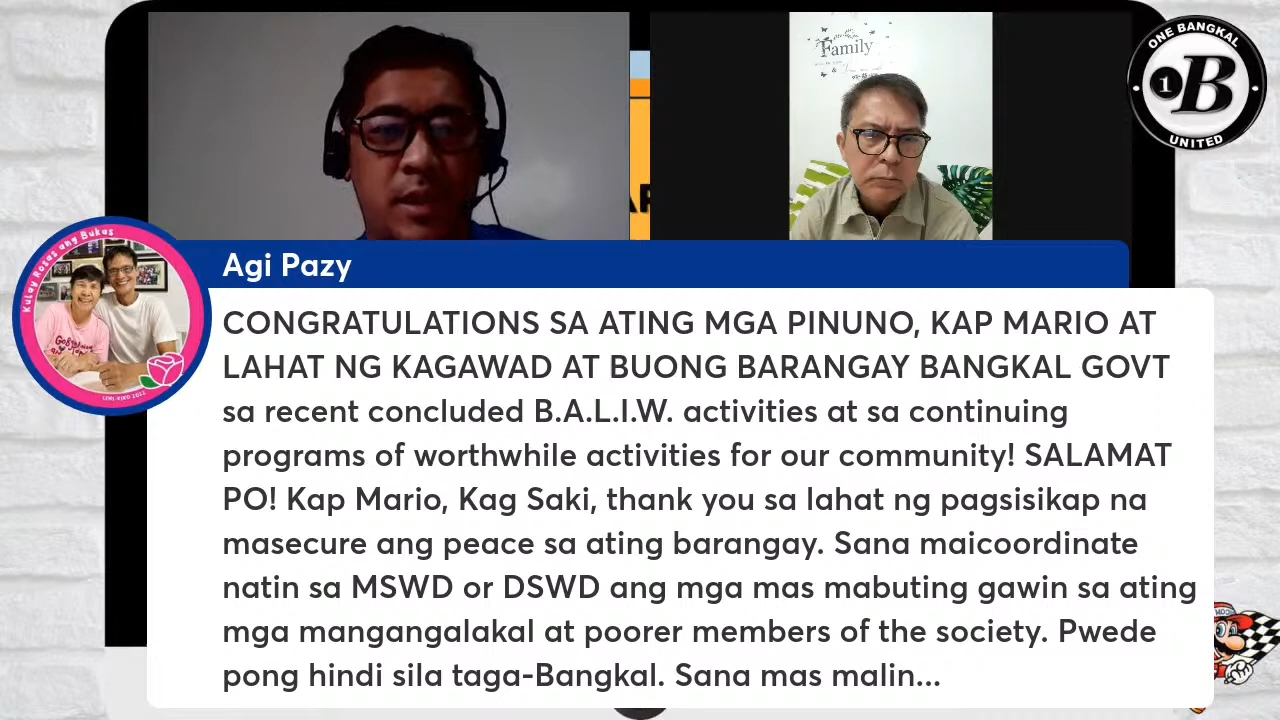 Family
ONE BANGKAL
1B
UNITED
Kulay Rosas ang Bukas
LENI-KIKO 2022
Agi Pazy
CONGRATULATIONS SA ATING MGA PINUNO, KAP MARIO AT
LAHAT NG KAGAWAD AT BUONG BARANGAY BANGKAL GOVT
sa recent concluded B.A.L.I.W. activities at sa continuing
programs of worthwhile activities for our community! SALAMAT
PO! Kap Mario, Kag Saki, thank you sa lahat ng pagsisikap na
masecure ang peace sa ating barangay. Sana maicoordinate
natin sa MSWD or DSWD ang mga mas mabuting gawin sa ating
mga mangangalakal at poorer members of the society. Pwede
pong hindi sila taga-Bangkal. Sana mas malin...